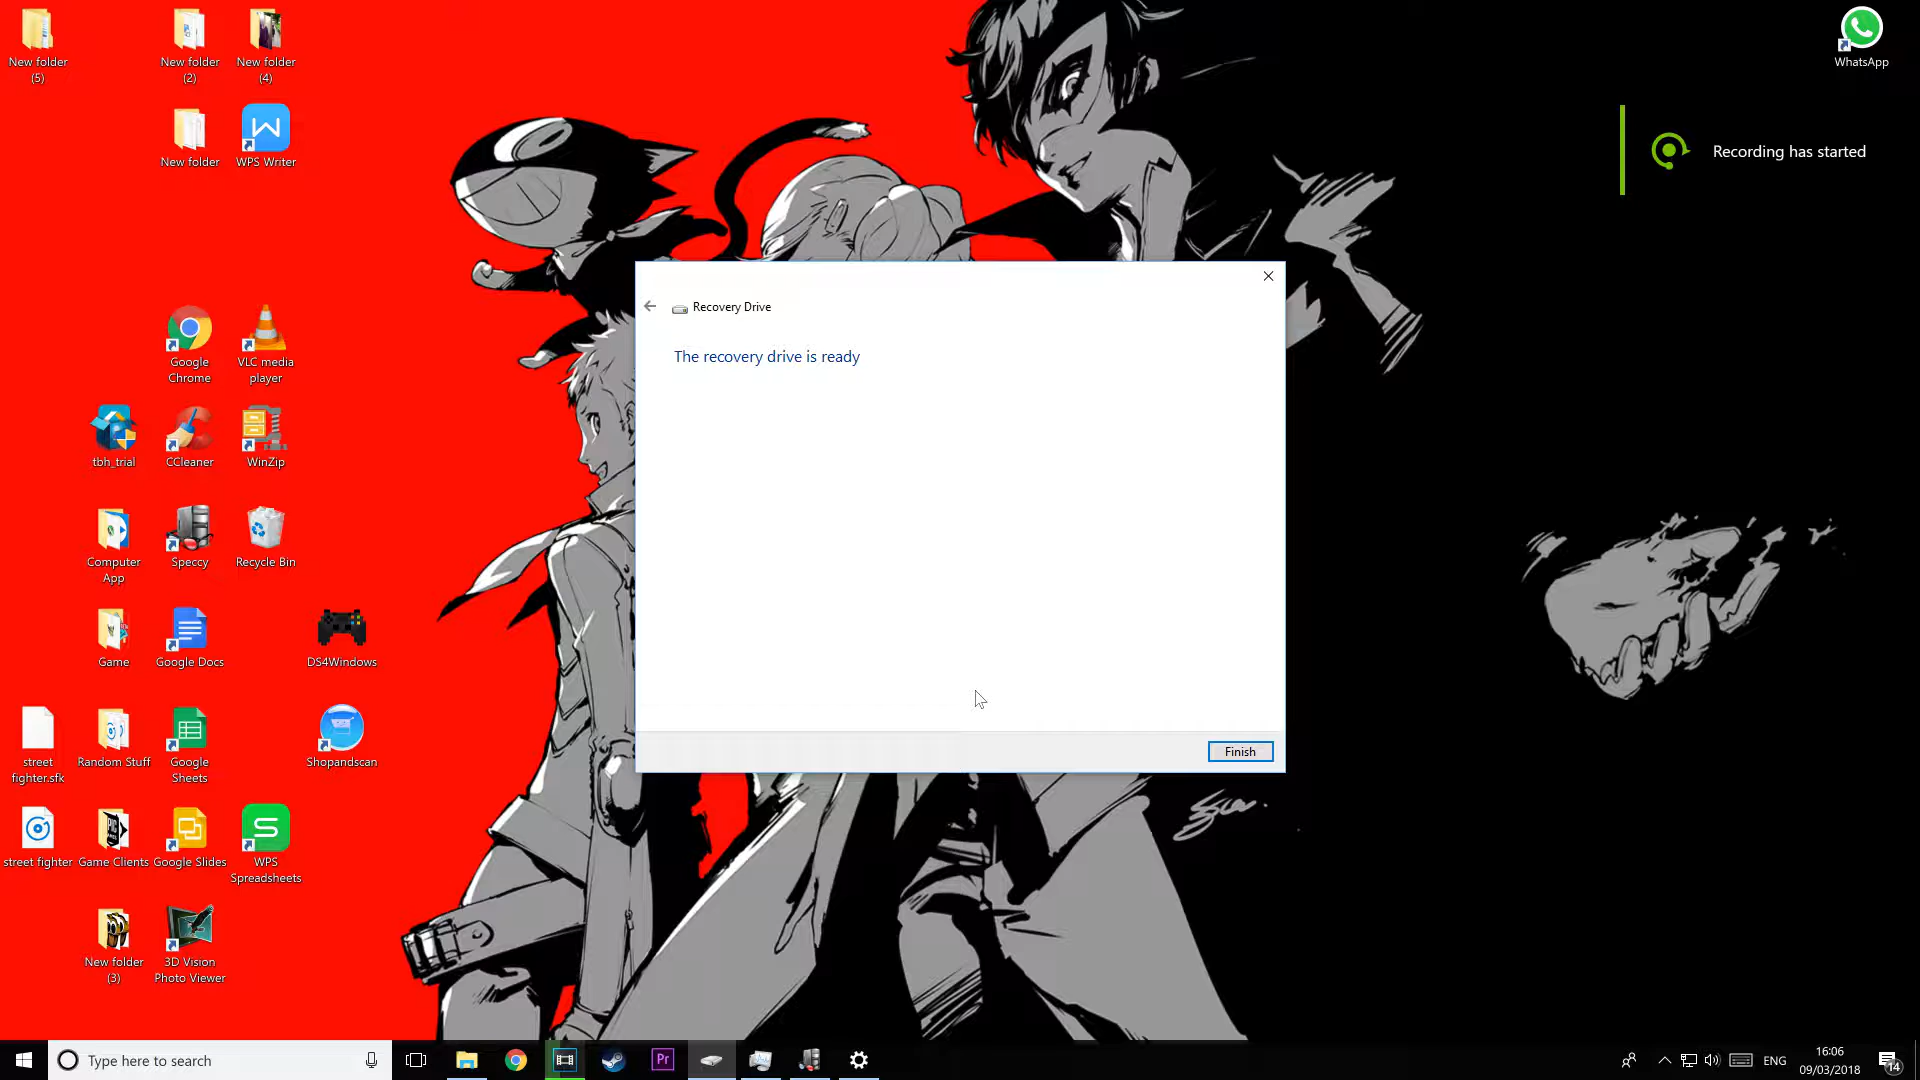 New folder
(5)
New folder
(2)
New folder
(4)
WhatsApp
New folder
WPS Writer
Recording has started
Recovery Drive
The recovery drive is ready
Google
Chrome
VLC media
player
tbh_trial
CCleaner
WinZip
Computer
App
Speccy
Recycle Bin
Game
Google Docs
DS4Windows
street
fighter.sfk
Random Stuff
Google
Sheets
Shopandscan
Finish
street fighter
Game Clients
Google Slides
WPS
Spreadsheets
New folder
(3)
3D Vision
Photo Viewer
Type here to search
Pr
ENG
16:06
09/03/2018
14